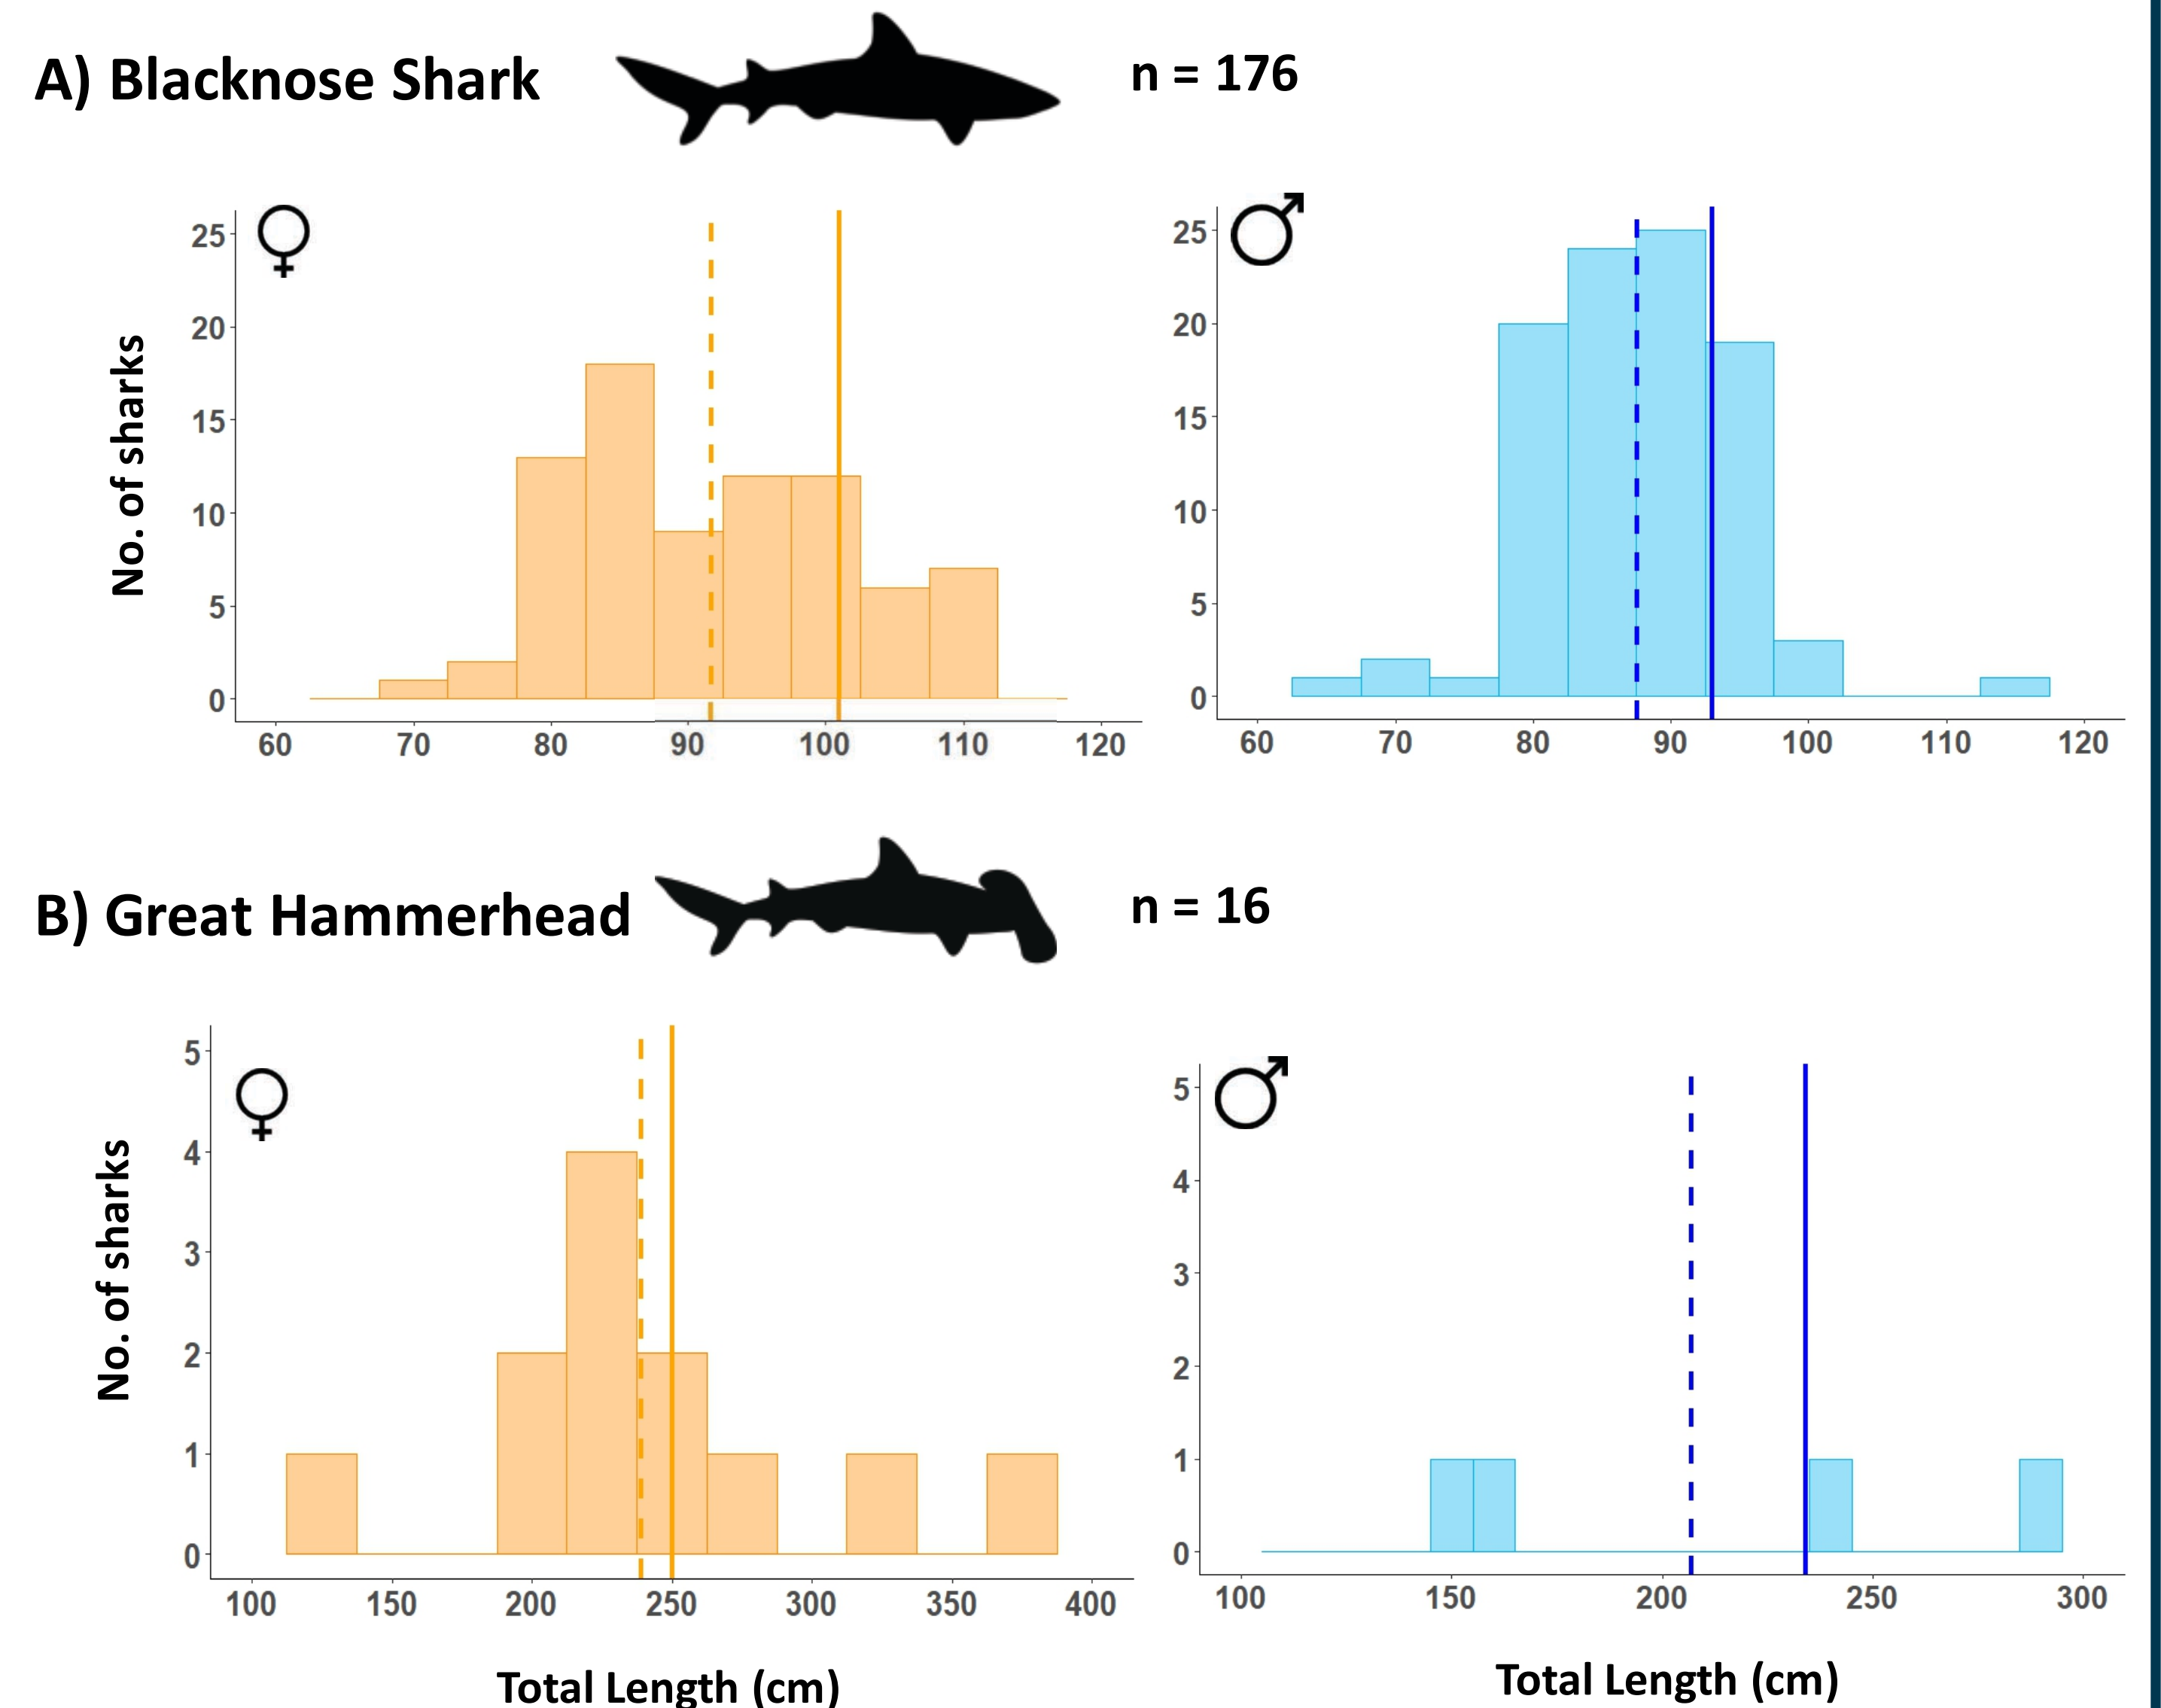 A) Blacknose Shark
n = 176
♀
25
20
15
10
5
0
No. of sharks
60 70 80 90 100 110 120
♂
25
20
15
10
5
0
60 70 80 90 100 110 120
B) Great Hammerhead
n = 16
♀
5
4
3
2
1
0
No. of sharks
100 150 200 250 300 350 400
Total Length (cm)
♂
5
4
3
2
1
0
100 150 200 250 300
Total Length (cm)